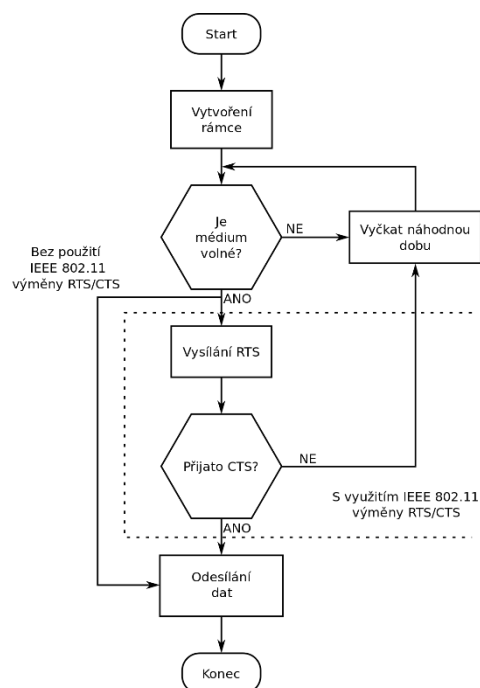 Start
Vytvoření
rámce
Je
médium
volné?
NE
Vyčkat náhodnou
dobu
Bez použití
IEEE 802.11
výměny RTS/CTS
ANO
Vysílání RTS
Přijato CTS?
NE
S využitím IEEE 802.11
výměny RTS/CTS
ANO
Odesílání
dat
Konec